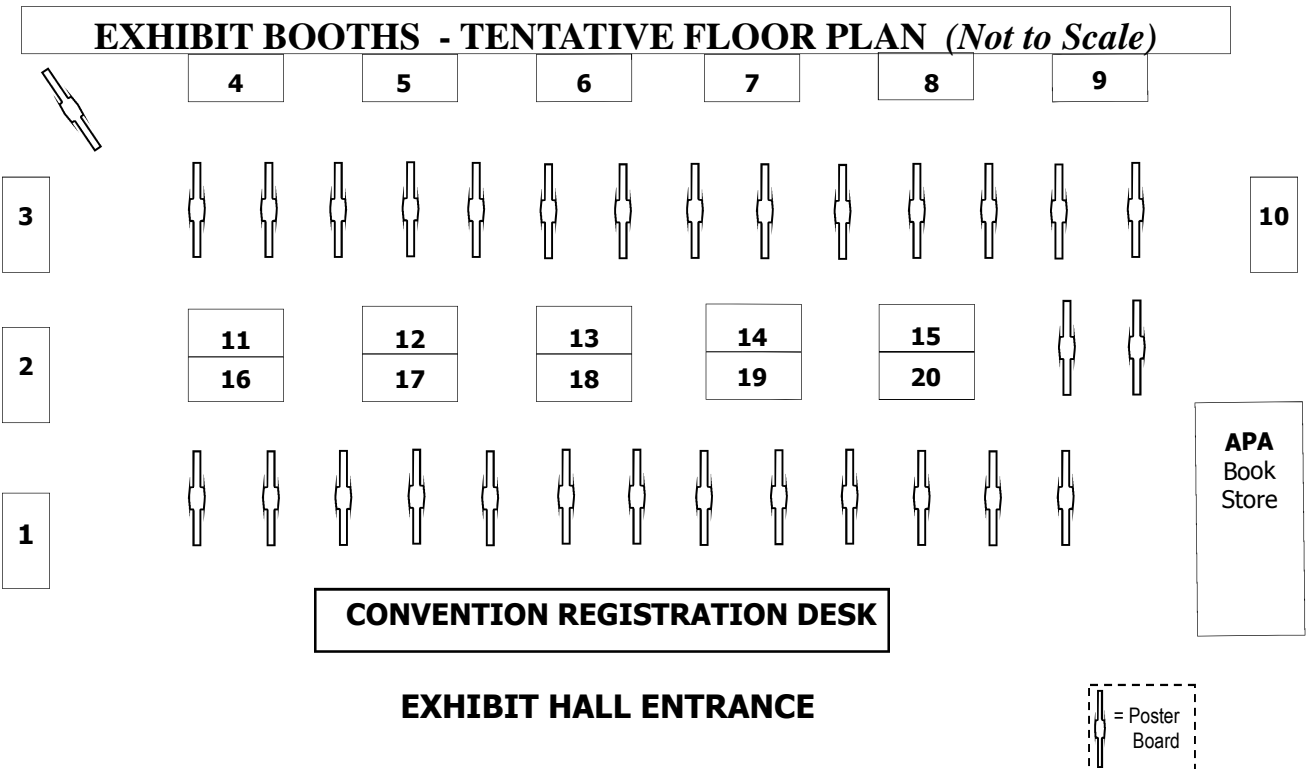 EXHIBIT BOOTHS - TENTATIVE FLOOR PLAN (Not to Scale)
4 5 6 7 8 9
3 10
11 12 13 14 15
2
16 17 18 19 20
APA
Book
Store
1
CONVENTION REGISTRATION DESK
EXHIBIT HALL ENTRANCE
= Poster
Board